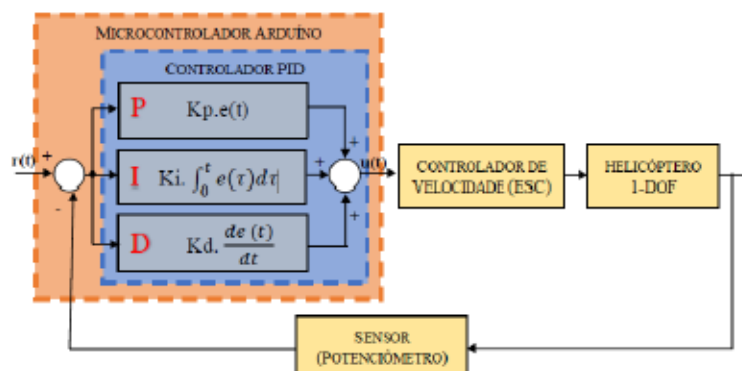 MICROCONTROLADOR ARDUÍNO
CONTROLADOR PID
P Kp.e(t)
r(t) + -
I Ki. ∫₀ᵗ e(τ)dτ
D Kd. de (t)/dt
+ + +
u(t)
CONTROLADOR DE
VELOCIDADE (ESC)
HELICÓPTERO
1-DOF
SENSOR
(POTENCIÔMETRO)